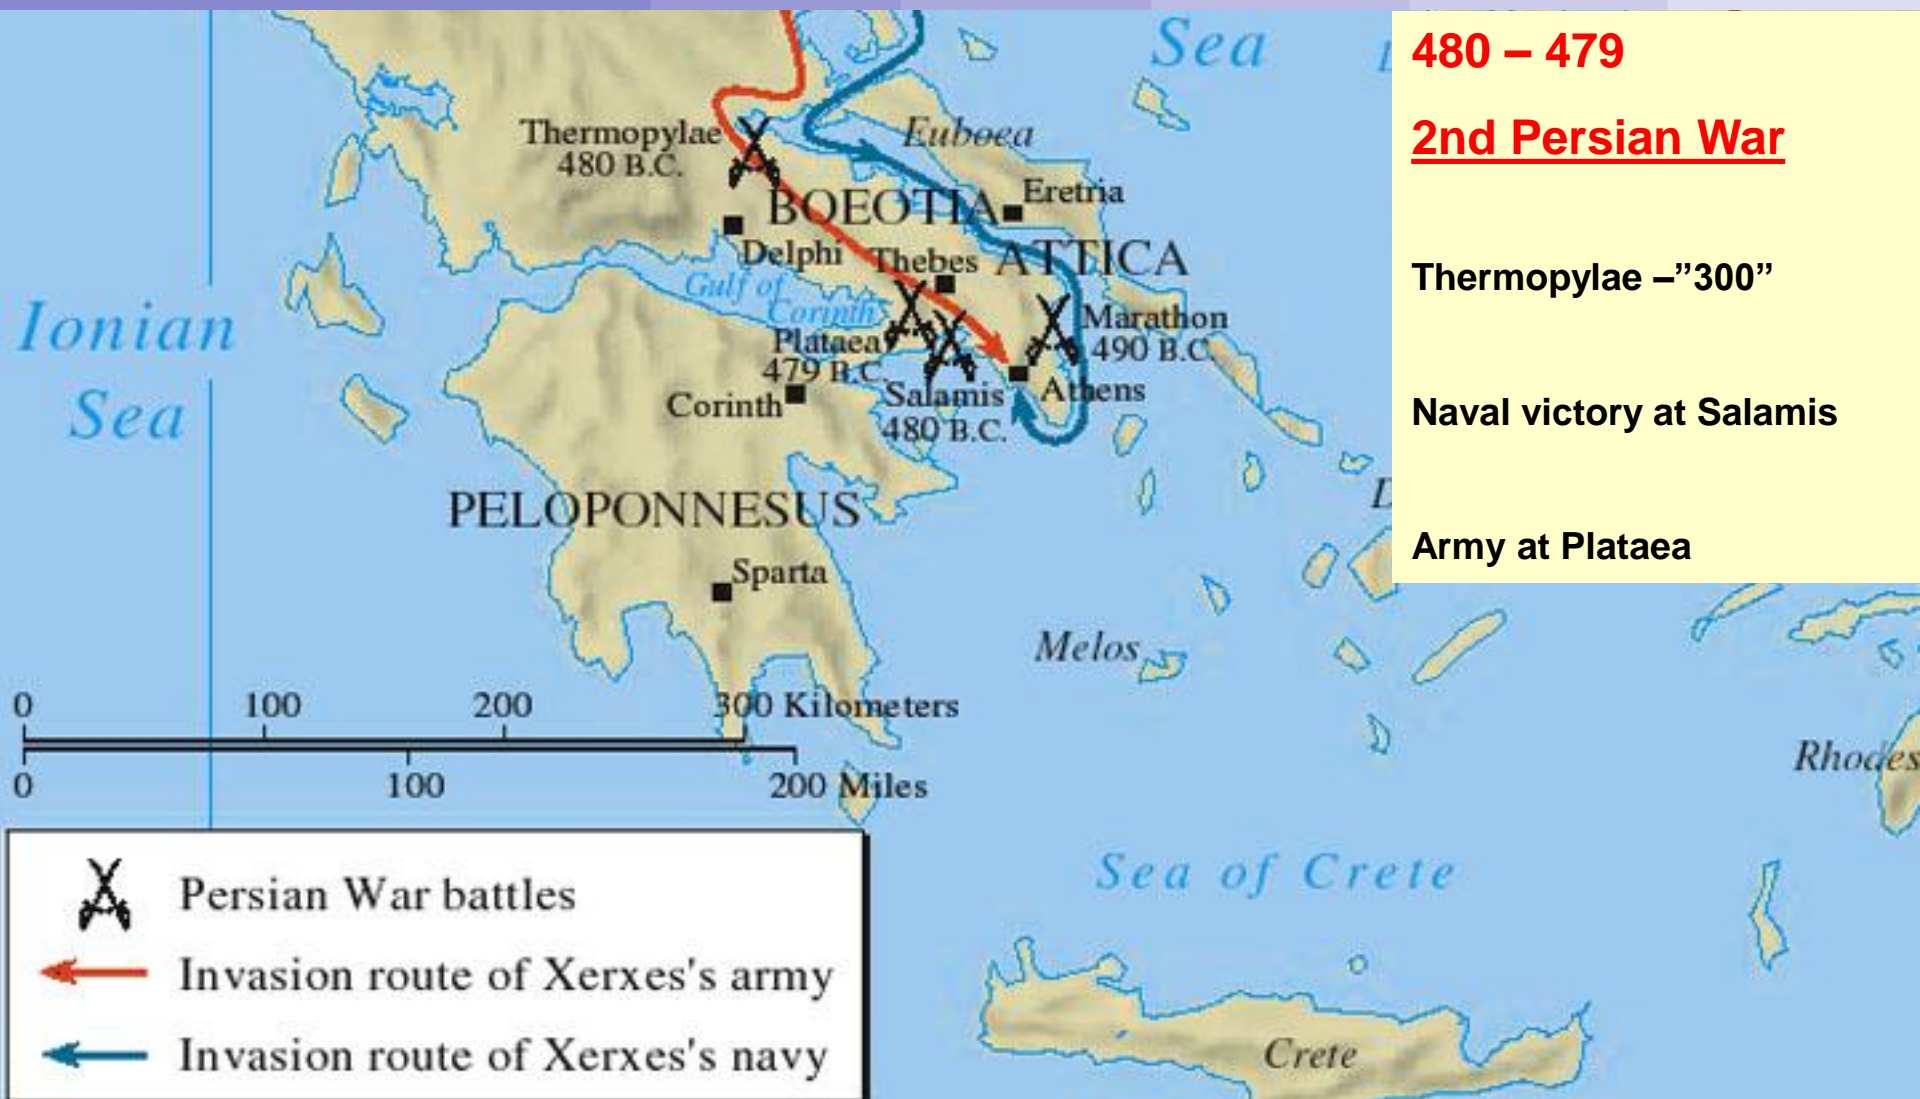 Sea
480 – 479
2nd Persian War
Thermopylae –”300”
Naval victory at Salamis
Army at Plataea
Thermopylae
480 B.C.
Euboea
BOEOTIA
Eretria
Delphi
Thebes
ATTICA
Gulf of
Corinth
Plataea
479 B.C.
Marathon
490 B.C.
Ionian
Sea
Corinth
Salamis
480 B.C.
Athens
PELOPONNESUS
Sparta
Melos
0 100 200 300 Kilometers
0 100 200 Miles
Rhodes
Sea of Crete
Crete
Persian War battles
Invasion route of Xerxes's army
Invasion route of Xerxes's navy